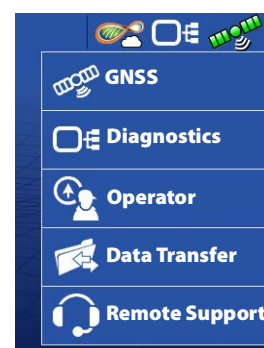 GNSS
Diagnostics
Operator
Data Transfer
Remote Support